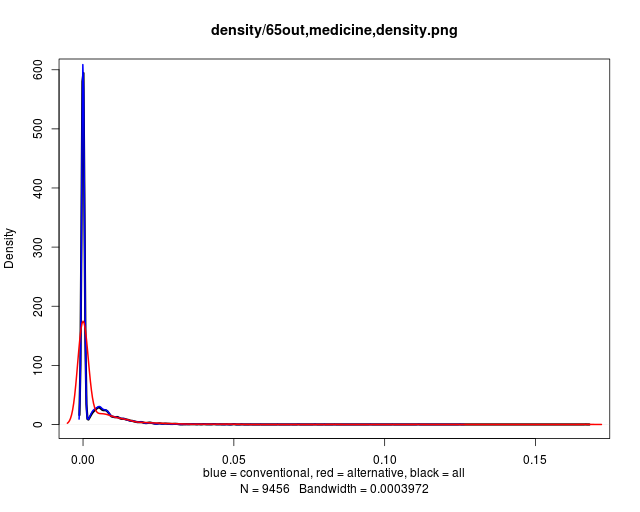 density/65out,medicine,density.png
Density
600
500
400
300
200
100
0
0.00 0.05 0.10 0.15
blue = conventional, red = alternative, black = all
N = 9456 Bandwidth = 0.0003972